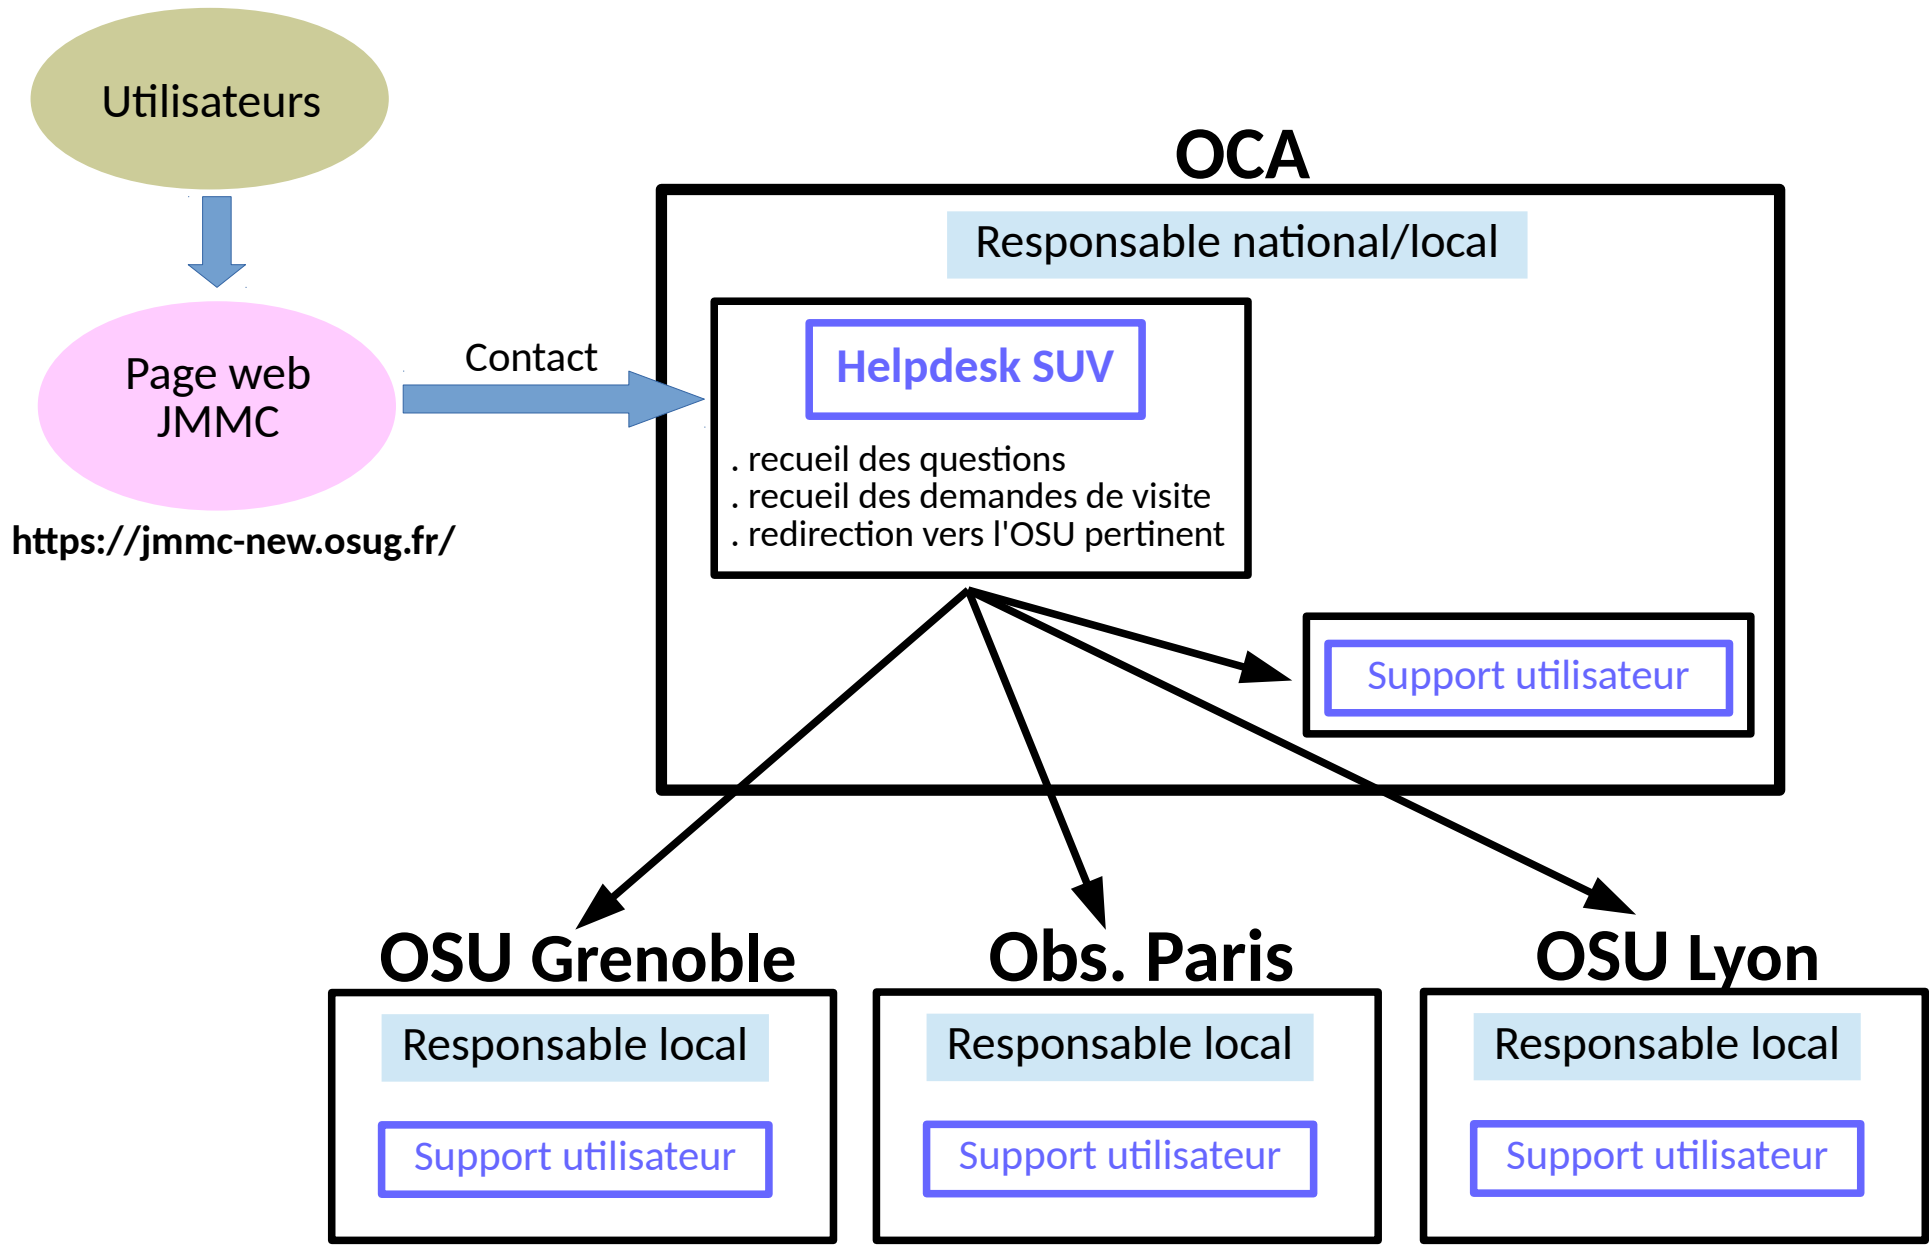 Utilisateurs
Page web
JMMC
https://jmmc-new.osug.fr/
Contact
OCA
Responsable national/local
Helpdesk SUV
. recueil des questions
. recueil des demandes de visite
. redirection vers l'OSU pertinent
Support utilisateur
OSU Grenoble
Responsable local
Support utilisateur
Obs. Paris
Responsable local
Support utilisateur
OSU Lyon
Responsable local
Support utilisateur